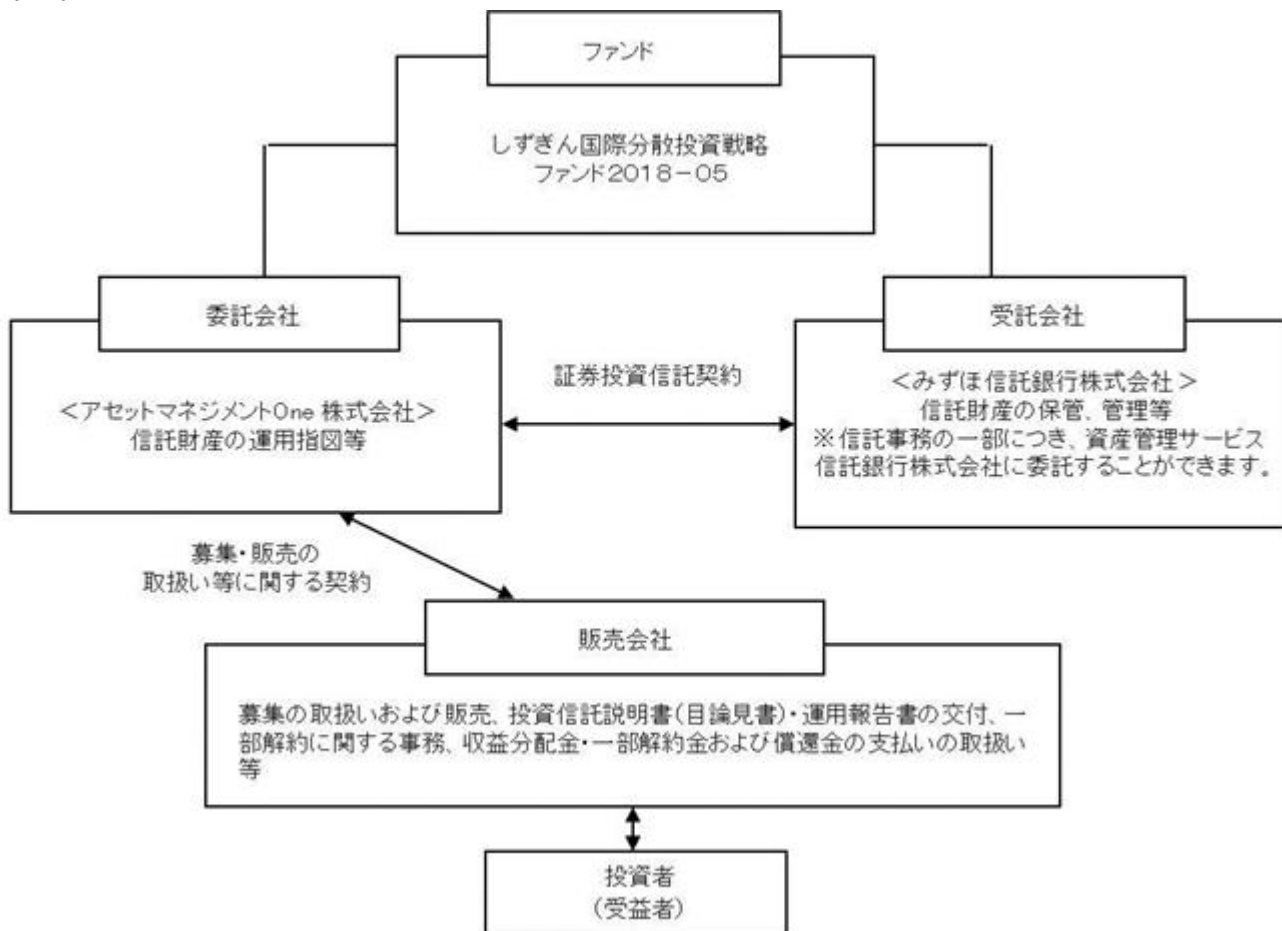 ファンド
しずぎん国際分散投資戦略
ファンド2018-05
委託会社
<アセットマネジメントOne 株式会社>
信託財産の運用指図等
証券投資信託契約
受託会社
<みずほ信託銀行株式会社>
信託財産の保管、管理等
※信託事務の一部につき、資産管理サービス
信託銀行株式会社に委託することができます。
募集・販売の
取扱い等に関する契約
販売会社
募集の取扱いおよび販売、投資信託説明書(目論見書)・運用報告書の交付、一
部解約に関する事務、収益分配金・一部解約金および償還金の支払いの取扱い
等
投資者
(受益者)